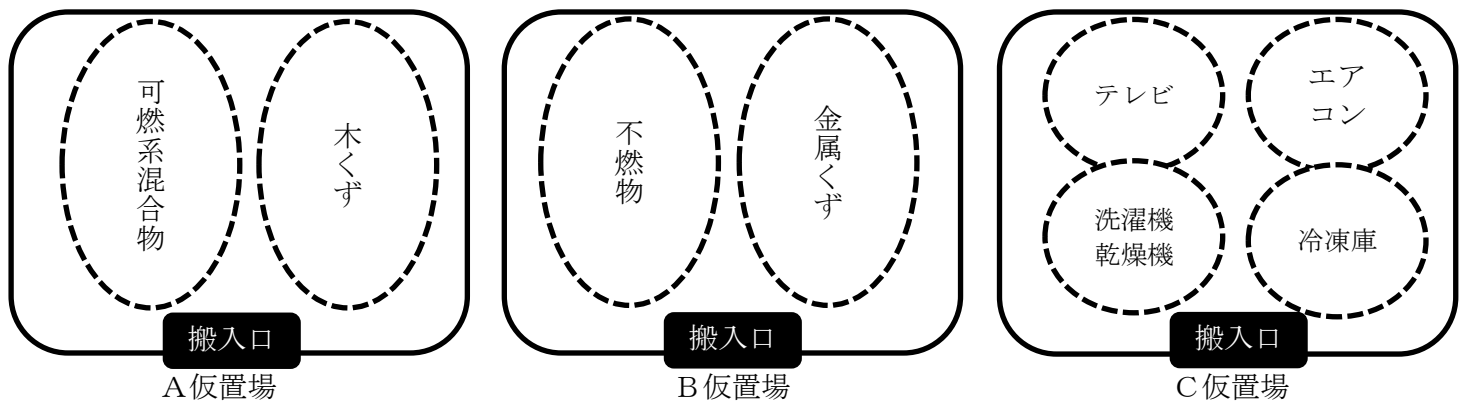 可燃系混合物
木くず
搬入口
A仮置場
不燃物
金属くず
搬入口
B仮置場
テレビ
エア
コン
洗濯機
乾燥機
冷凍庫
搬入口
C仮置場